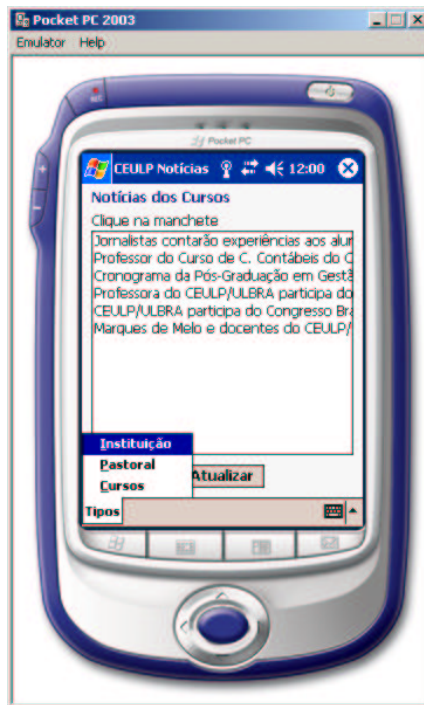 Pocket PC 2003
Emulator Help
Pocket PC
CEULP Notícias 12:00
Notícias dos Cursos
Clique na manchete
Jornalistas contarão experiências aos alur
Professor do Curso de C. Contábeis do C
Cronograma da Pós-Graduação em Gestã
Professora do CEULP/ULBRA participa do
CEULP/ULBRA participa do Congresso Bra
Marques de Melo e docentes do CEULP/
Instituição
Pastoral
Cursos
Atualizar
Tipos